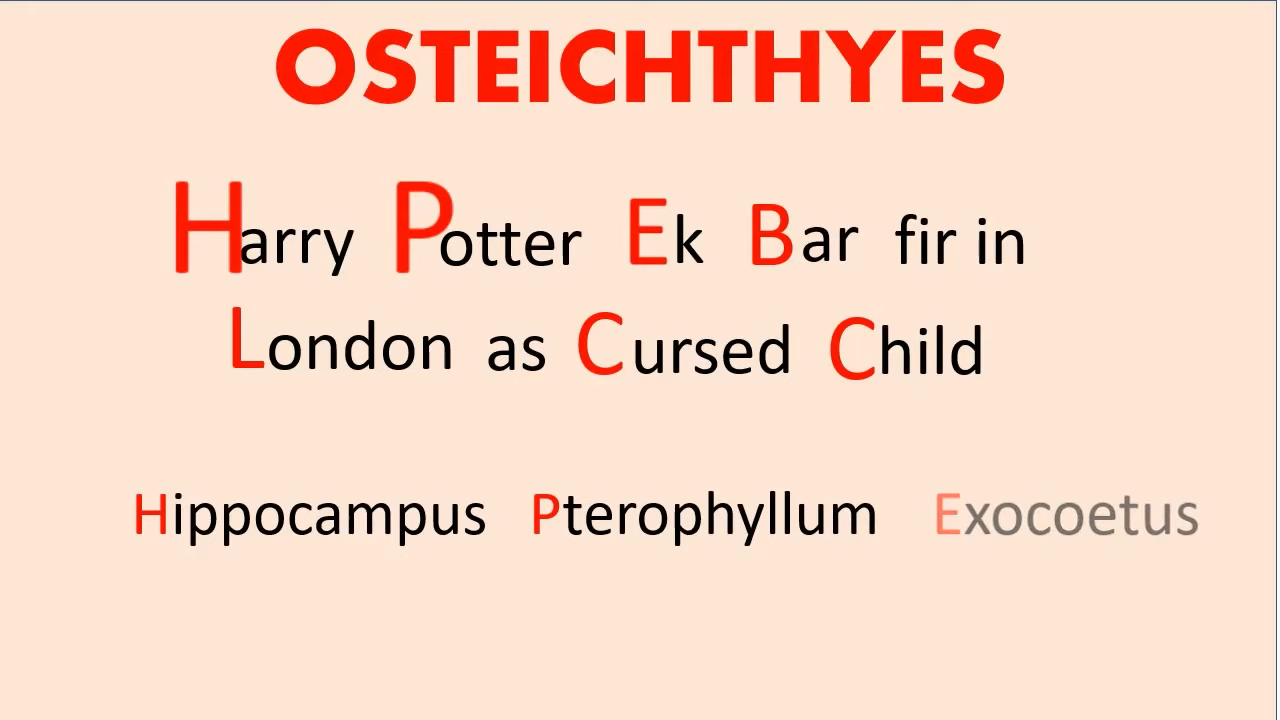 OSTEICHTHYES
Harry Potter Ek Bar fir in
London as Cursed Child
Hippocampus Pterophyllum Exocoetus